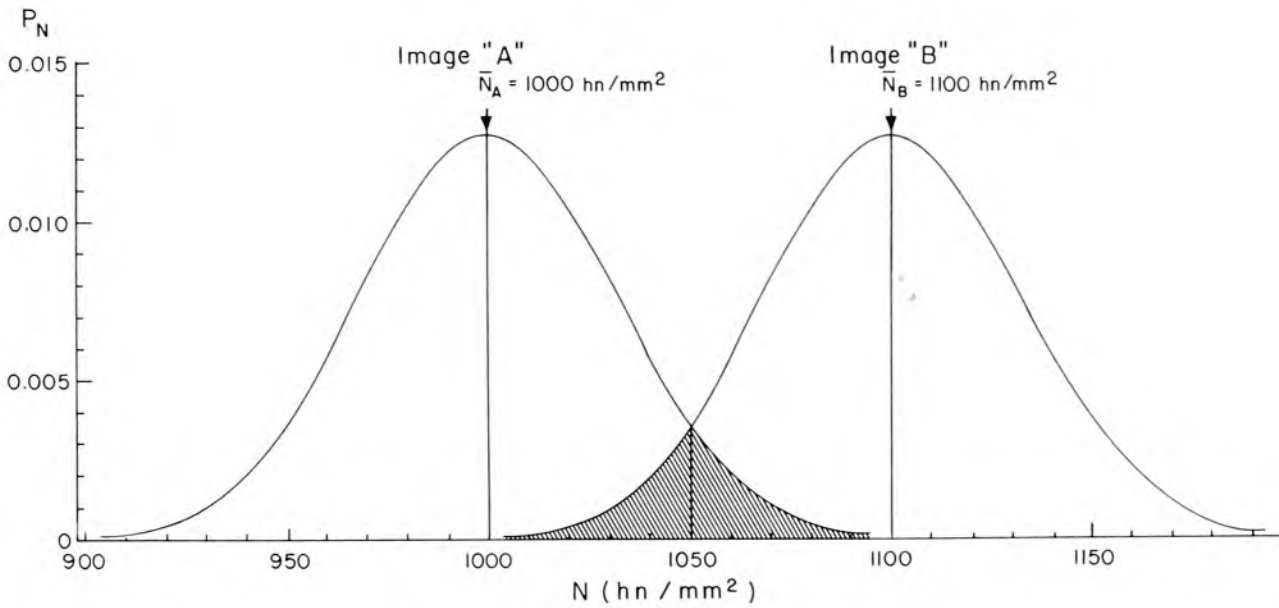 P_N
Image "A"
N̅_A = 1000 hn/mm²
Image "B"
N̅_B = 1100 hn/mm²
0.015
0.010
0.005
0
900
950
1000
1050
1100
1150
N (hn/mm²)